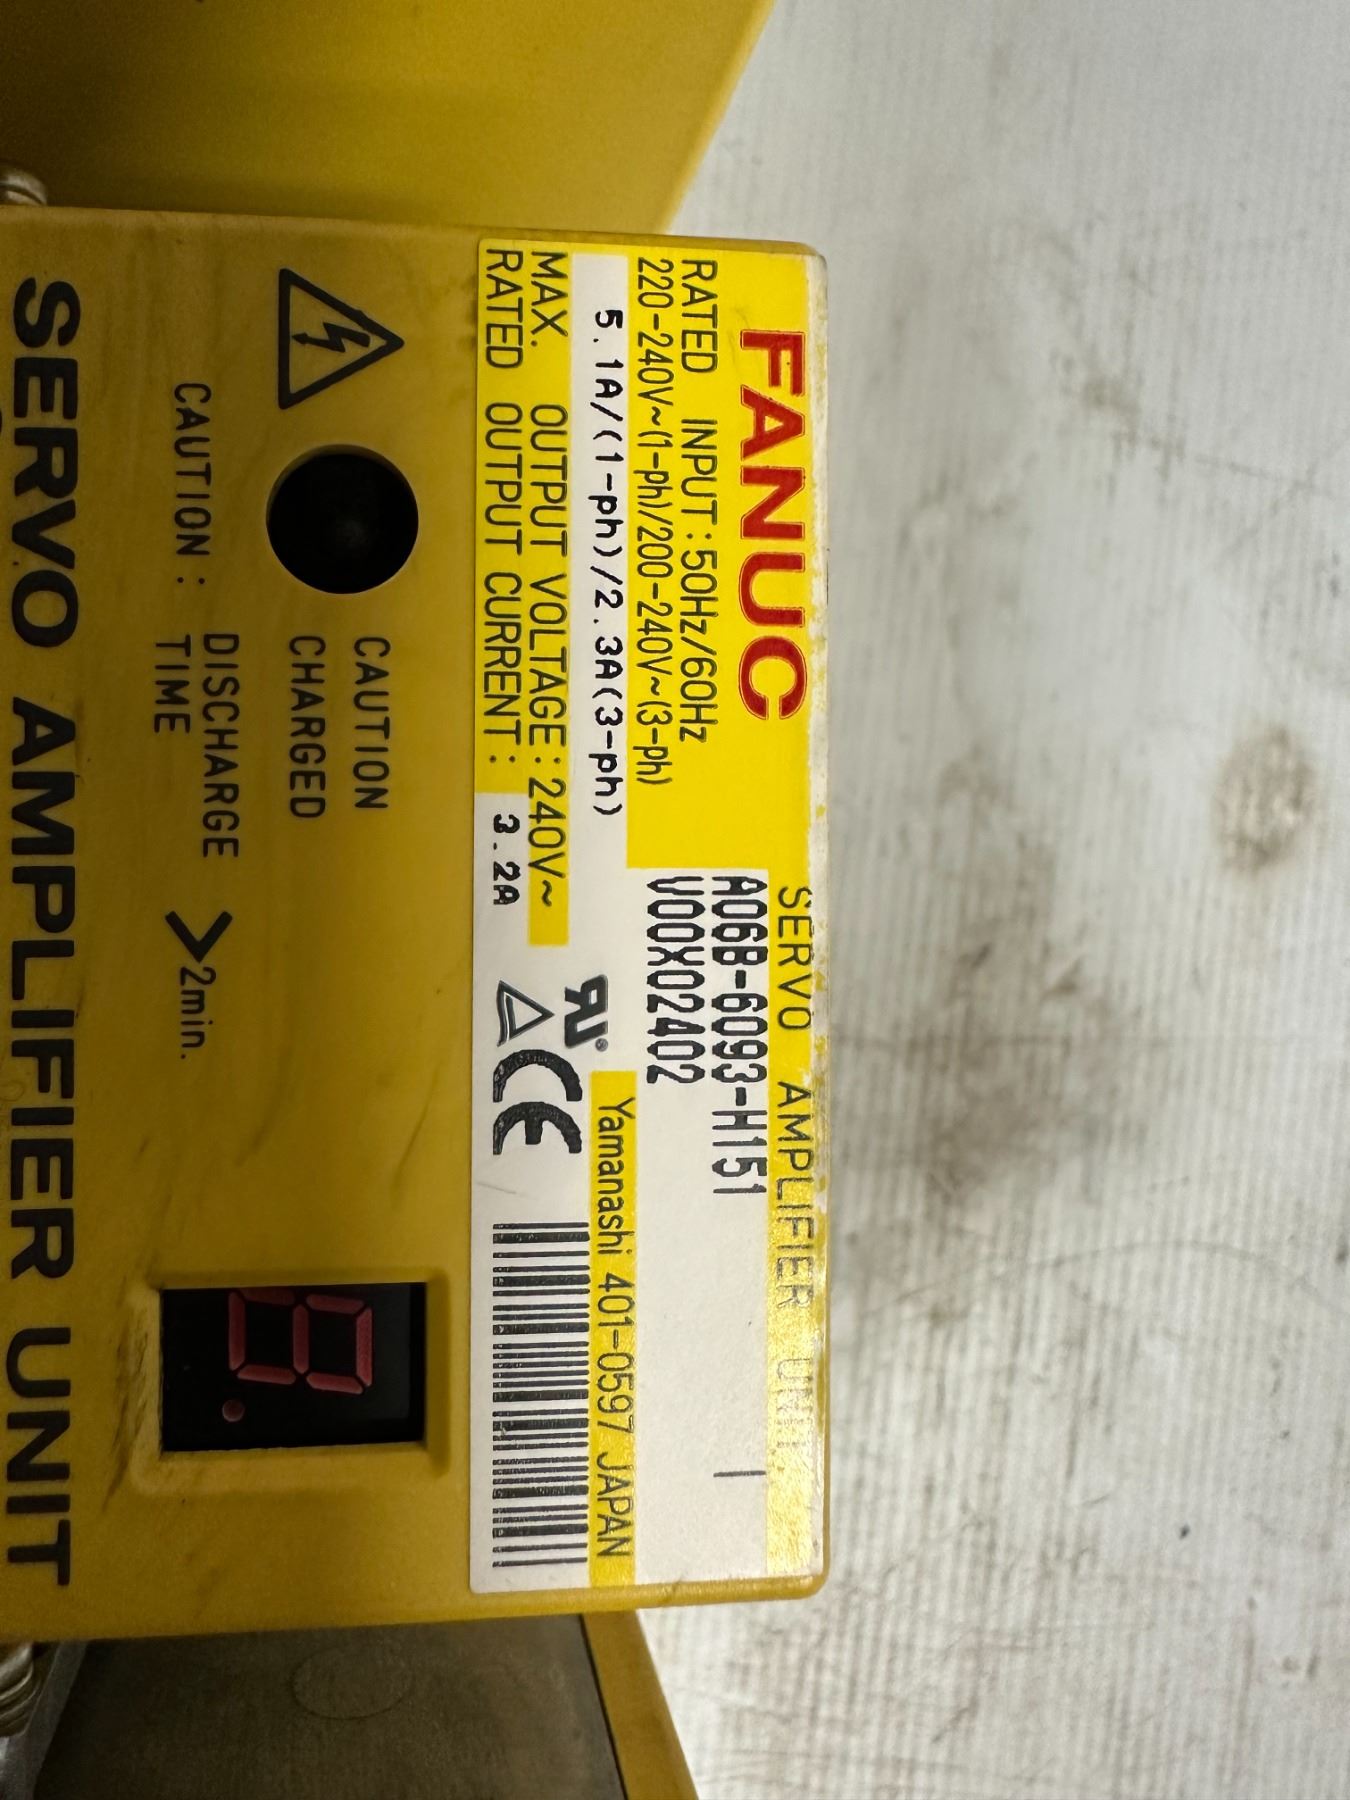 FANUC
SERVO AMPLIFIER UNIT
RATED INPUT:50Hz/60Hz
220-240V~(1-ph)/200-240V~(3-ph)
5.1A/(1-ph)/2.3A(3-ph)
MAX. OUTPUT VOLTAGE:240V~
RATED OUTPUT CURRENT: 3.2A
A06B-6093-H151
V00X02402
Yamanashi 401-0597 JAPAN
CE
CAUTION
CHARGED
CAUTION: DISCHARGE
TIME >2min.
SERVO AMPLIFIER UNIT